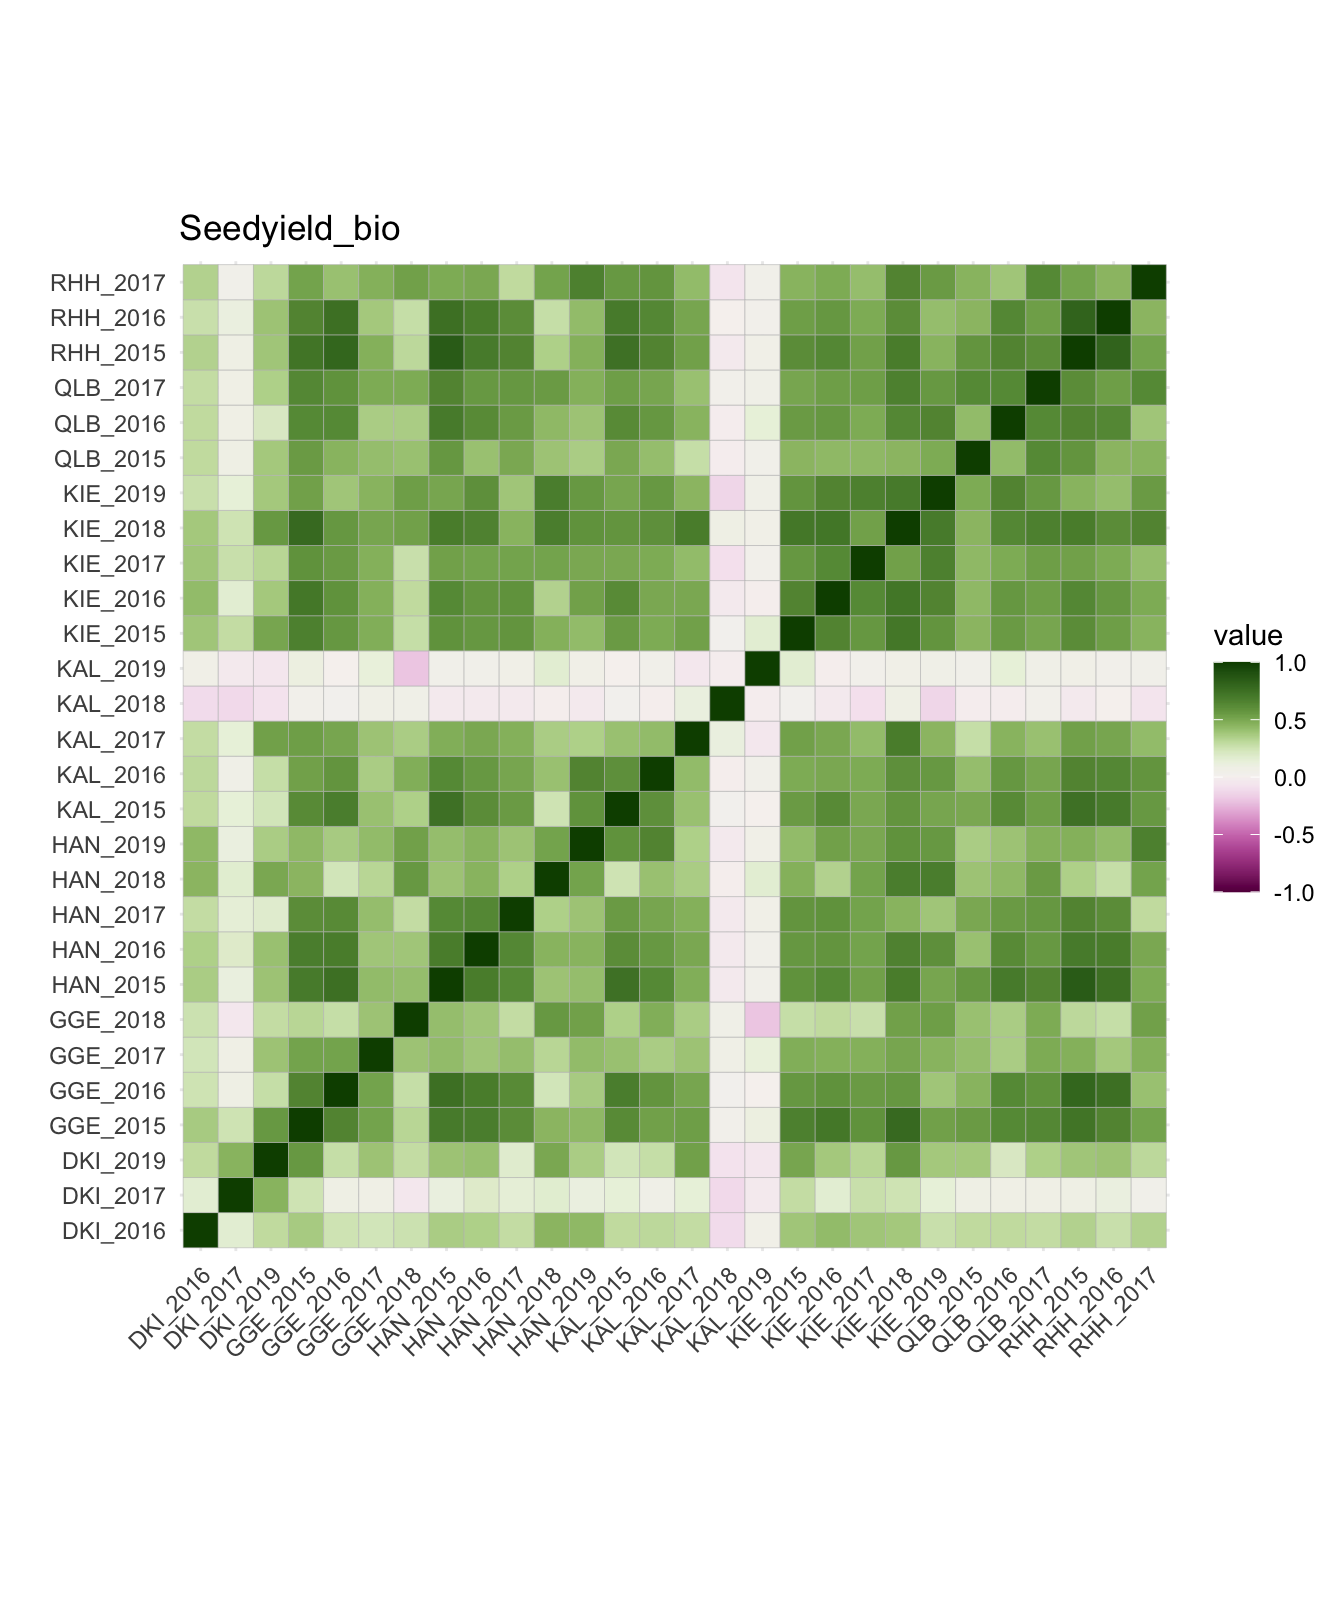 Seedyield_bio
RHH_2017
RHH_2016
RHH_2015
QLB_2017
QLB_2016
QLB_2015
KIE_2019
KIE_2018
KIE_2017
KIE_2016
KIE_2015
KAL_2019
KAL_2018
KAL_2017
KAL_2016
KAL_2015
HAN_2019
HAN_2018
HAN_2017
HAN_2016
HAN_2015
GGE_2018
GGE_2017
GGE_2016
GGE_2015
DKI_2019
DKI_2017
DKI_2016
DKI_2016
DKI_2017
DKI_2019
GGE_2015
GGE_2016
GGE_2017
GGE_2018
HAN_2015
HAN_2016
HAN_2017
HAN_2018
HAN_2019
KAL_2015
KAL_2016
KAL_2017
KAL_2018
KAL_2019
KIE_2015
KIE_2016
KIE_2017
KIE_2018
KIE_2019
QLB_2015
QLB_2016
QLB_2017
RHH_2015
RHH_2016
RHH_2017
value
1.0
0.5
0.0
-0.5
-1.0